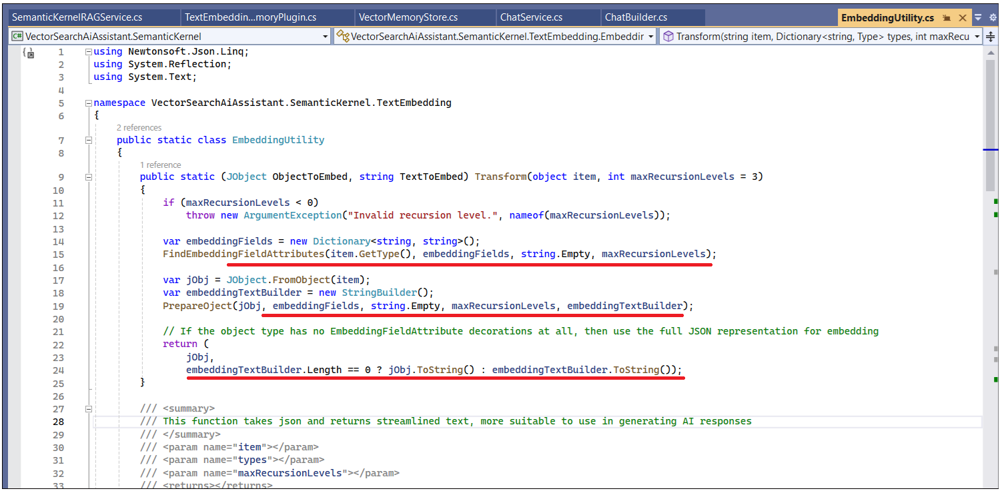 SemanticKernelRAGService.cs TextEmbeddin...moryPlugin.cs VectorMemoryStore.cs ChatService.cs ChatBuilder.cs EmbeddingUtility.cs
C# VectorSearchAiAssistant.SemanticKernel VectorSearchAiAssistant.SemanticKernel.TextEmbedding.Embeddir Transform(string item, Dictionary<string, Type> types, int maxRecu
1 using Newtonsoft.Json.Linq;
2 using System.Reflection;
3 using System.Text;
4
5 namespace VectorSearchAiAssistant.SemanticKernel.TextEmbedding
6 {
2 references
7 public static class EmbeddingUtility
8 {
1 reference
9 public static (JObject ObjectToEmbed, string TextToEmbed) Transform(object item, int maxRecursionLevels = 3)
10 {
11 if (maxRecursionLevels < 0)
12 throw new ArgumentException("Invalid recursion level.", nameof(maxRecursionLevels));
13
14 var embeddingFields = new Dictionary<string, string>();
15 FindEmbeddingFieldAttributes(item.GetType(), embeddingFields, string.Empty, maxRecursionLevels);
16
17 var jObj = JObject.FromObject(item);
18 var embeddingTextBuilder = new StringBuilder();
19 PrepareOject(jObj, embeddingFields, string.Empty, maxRecursionLevels, embeddingTextBuilder);
20
21 // If the object type has no EmbeddingFieldAttribute decorations at all, then use the full JSON representation for embedding
22 return (
23 jObj,
24 embeddingTextBuilder.Length == 0 ? jObj.ToString() : embeddingTextBuilder.ToString());
25 }
26
27 /// <summary>
28 /// This function takes json and returns streamlined text, more suitable to use in generating AI responses
29 /// </summary>
30 /// <param name="item"></param>
31 /// <param name="types"></param>
32 /// <param name="maxRecursionLevels"></param>
33 /// <returns></returns>